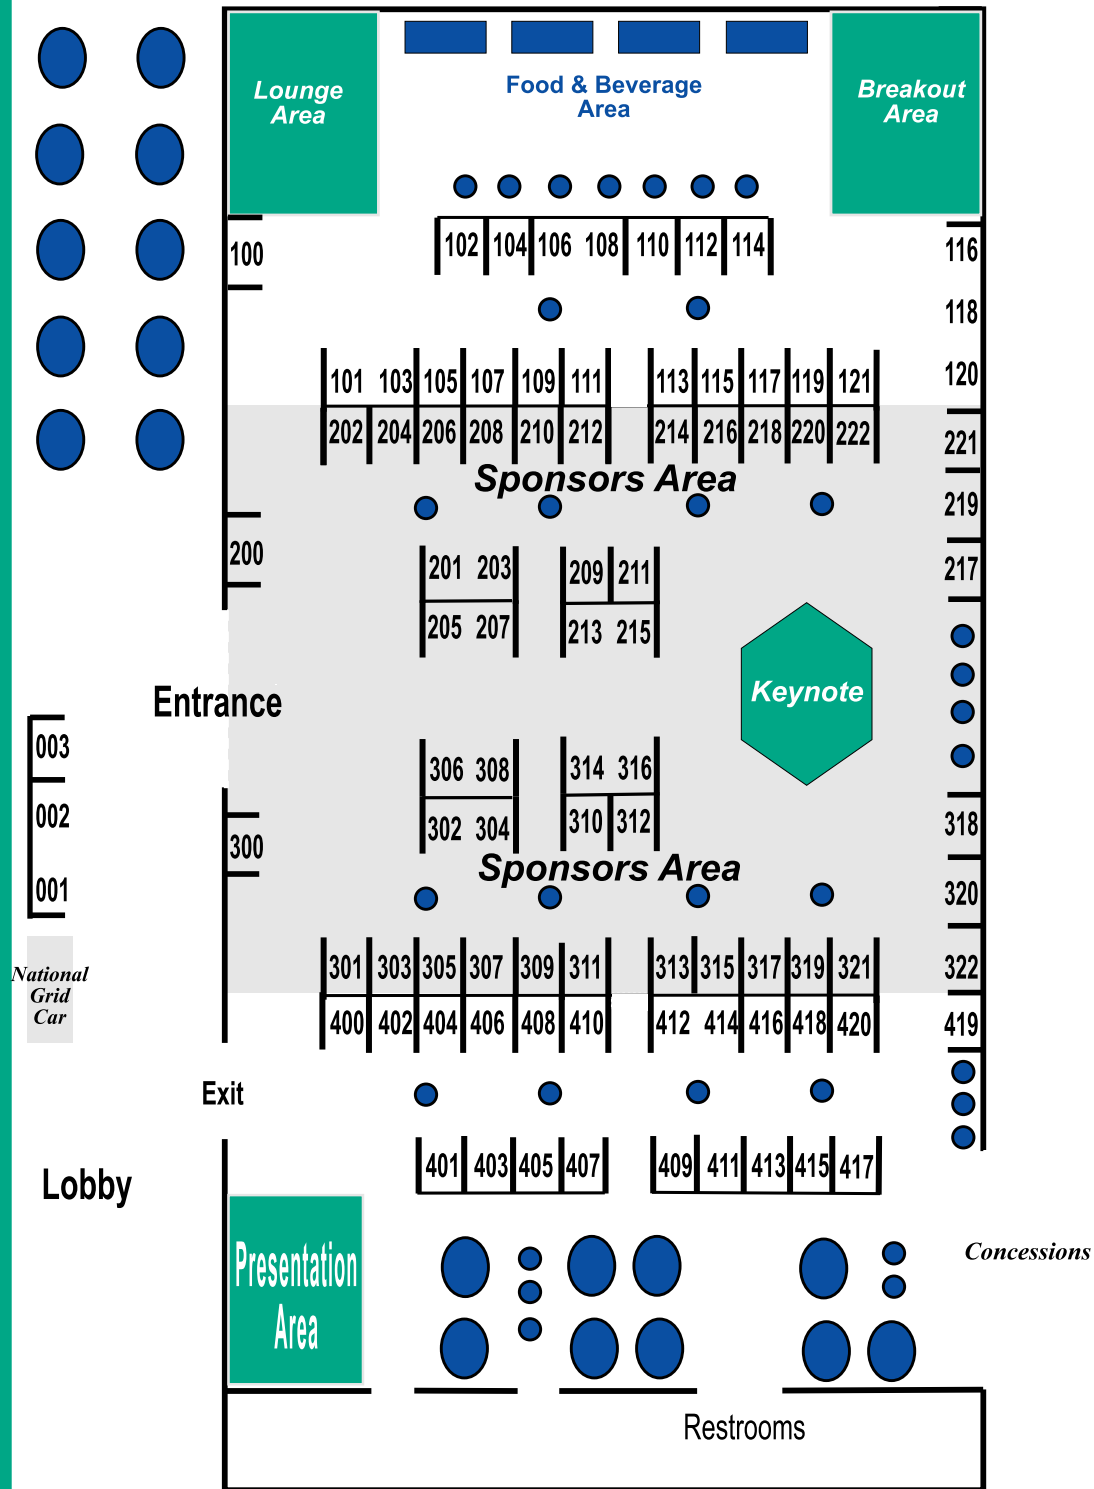 Lounge
Area
Food & Beverage
Area
Breakout
Area
100
102 104 106 108 110 112 114
116
118
101 103 105 107 109 111 113 115 117 119 121
120
202 204 206 208 210 212 214 216 218 220 222
221
Sponsors Area
219
200
201 203 209 211
217
205 207 213 215
Keynote
Entrance
003
306 308 314 316
002
302 304 310 312
318
300
Sponsors Area
001
320
National
Grid
Car
301 303 305 307 309 311 313 315 317 319 321
322
400 402 404 406 408 410 412 414 416 418 420
419
Exit
401 403 405 407 409 411 413 415 417
Lobby
Presentation
Area
Concessions
Restrooms